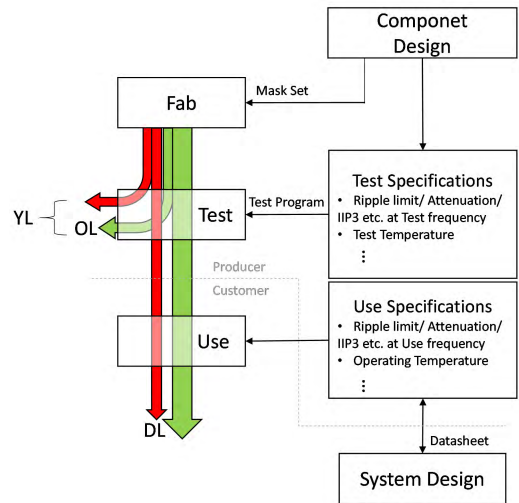 Componet
Design
Mask Set
Fab
Test Specifications
• Ripple limit/ Attenuation/
IIP3 etc. at Test frequency
• Test Temperature
⋮
Test Program
Test
YL
OL
Producer
Customer
Use Specifications
• Ripple limit/ Attenuation/
IIP3 etc. at Use frequency
• Operating Temperature
⋮
Use
DL
Datasheet
System Design